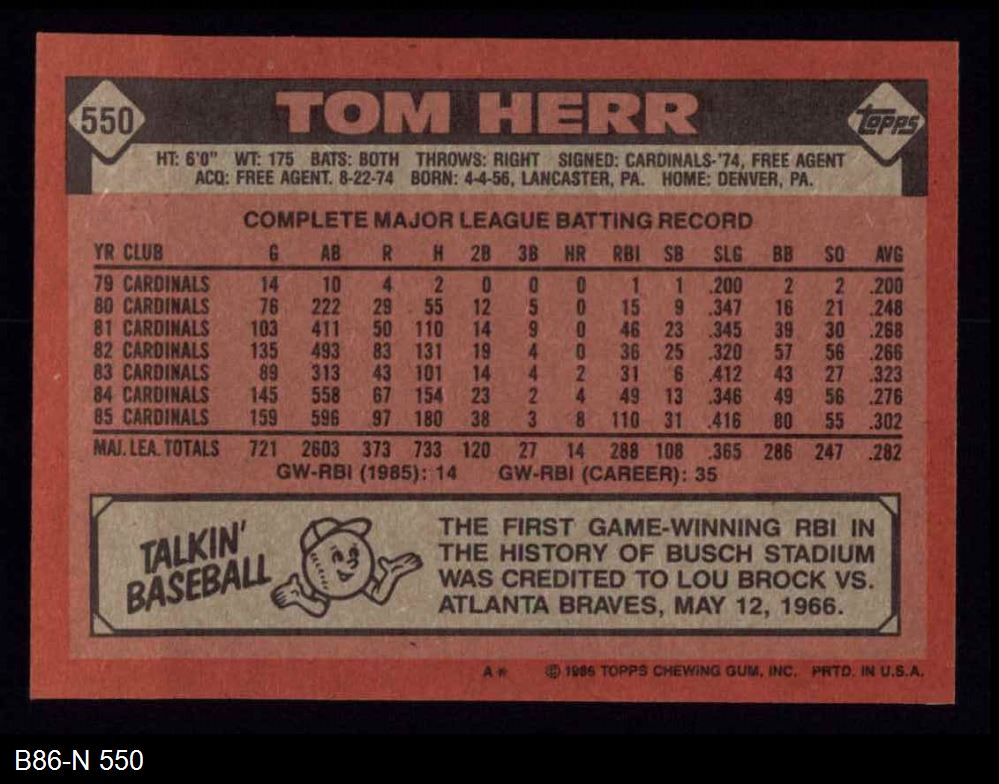 550 TOM HERR Topps
HT: 6'0" WT: 175 BATS: BOTH THROWS: RIGHT SIGNED: CARDINALS-'74, FREE AGENT
ACQ: FREE AGENT. 8-22-74 BORN: 4-4-56, LANCASTER, PA. HOME: DENVER, PA.
COMPLETE MAJOR LEAGUE BATTING RECORD
YR CLUB G AB R H 2B 3B HR RBI SB SLG BB SO AVG
79 CARDINALS 14 10 4 2 0 0 0 1 1 .200 2 2 .200
80 CARDINALS 76 222 29 55 12 5 0 15 9 .347 16 21 .248
81 CARDINALS 103 411 50 110 14 9 0 46 23 .345 39 30 .268
82 CARDINALS 135 493 83 131 19 4 0 36 25 .320 57 56 .266
83 CARDINALS 89 313 43 101 14 4 2 31 6 .412 43 27 .323
84 CARDINALS 145 558 67 154 23 2 4 49 13 .346 49 56 .276
85 CARDINALS 159 596 97 180 38 3 8 110 31 .416 80 55 .302
MAJ. LEA. TOTALS 721 2603 373 733 120 27 14 288 108 .365 286 247 .282
GW-RBI (1985): 14 GW-RBI (CAREER): 35
TALKIN'
BASEBALL
THE FIRST GAME-WINNING RBI IN
THE HISTORY OF BUSCH STADIUM
WAS CREDITED TO LOU BROCK VS.
ATLANTA BRAVES, MAY 12, 1966.
A* © 1986 TOPPS CHEWING GUM, INC. PRTD. IN U.S.A.
B86-N 550